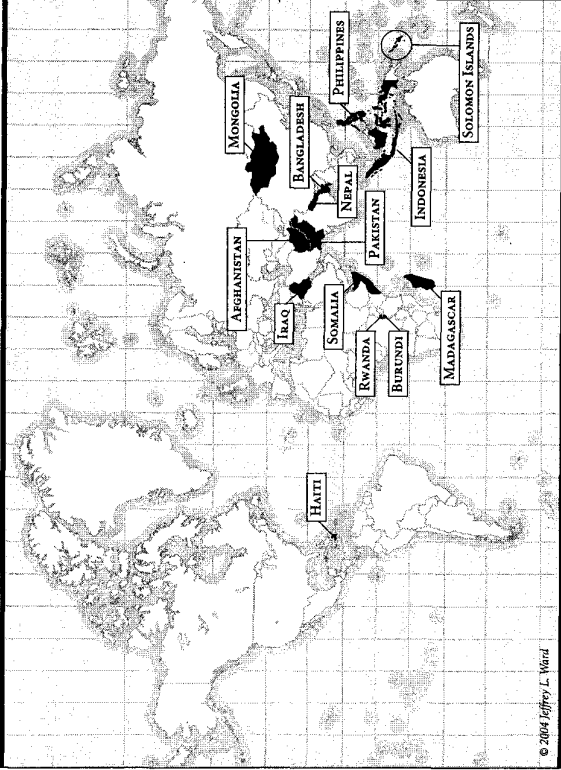 MONGOLIA
BANGLADESH
PHILIPPINES
SOLOMON ISLANDS
AFGHANISTAN
NEPAL
INDONESIA
PAKISTAN
IRAQ
SOMALIA
RWANDA
BURUNDI
MADAGASCAR
HAITI
© 2004 Jeffrey L. Ward